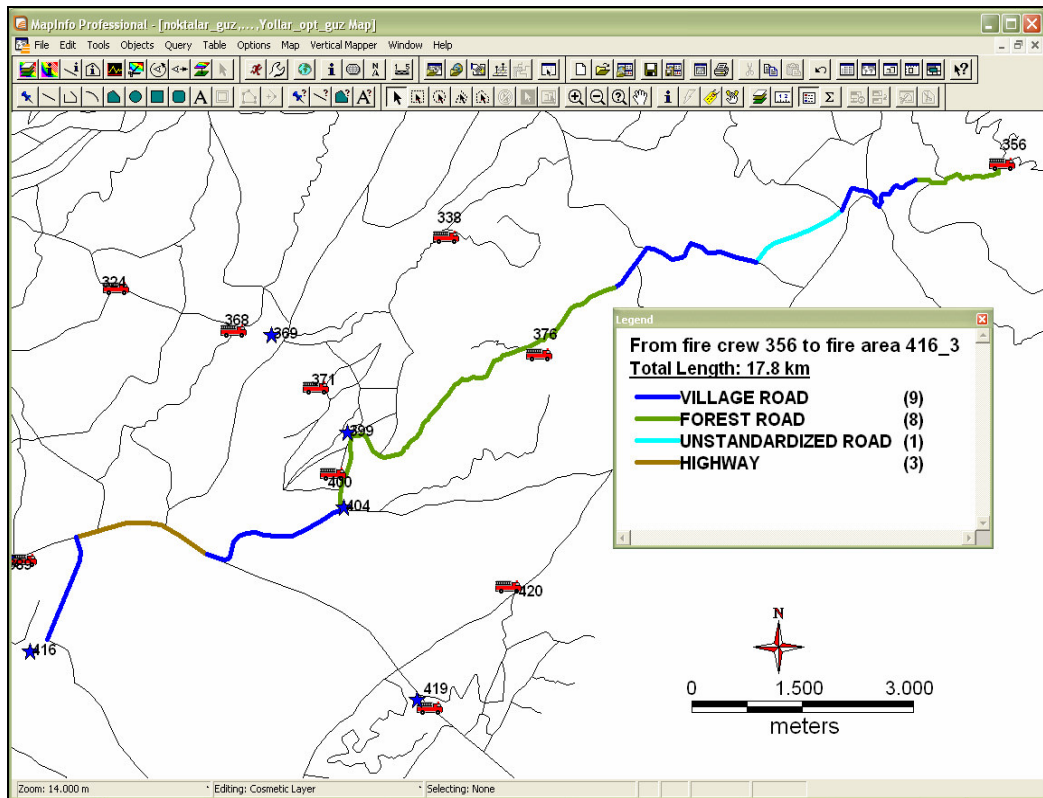 MapInfo Professional - [noktalar_guz,...,Yollar_opt_guz Map]
File Edit Tools Objects Query Table Options Map Vertical Mapper Window Help
356
338
324
368
369
376
371
399
400
404
420
416
419
Legend
From fire crew 356 to fire area 416_3
Total Length: 17.8 km
VILLAGE ROAD (9)
FOREST ROAD (8)
UNSTANDARDIZED ROAD (1)
HIGHWAY (3)
N
0 1.500 3.000
meters
Zoom: 14.000 m Editing: Cosmetic Layer Selecting: None